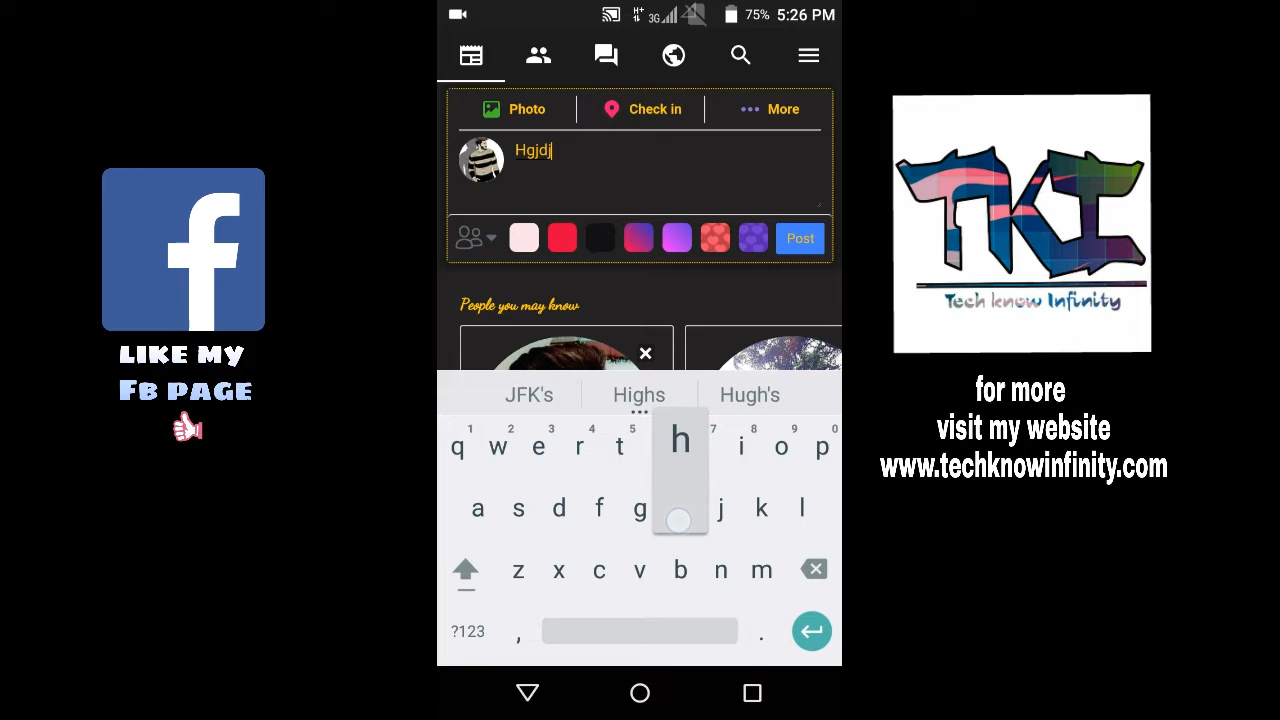 H+
3G
75% 5:26 PM
Photo
Check in
More
Hgjdj
Post
People you may know
JFK's
Highs
Hugh's
1 2 3 4 5 7 8 9 0
q w e r t i o p
h
a s d f g j k l
z x c v b n m
?123 , .
f
LIKE MY
FB PAGE
TKI
Tech know Infinity
for more
visit my website
www.techknowinfinity.com